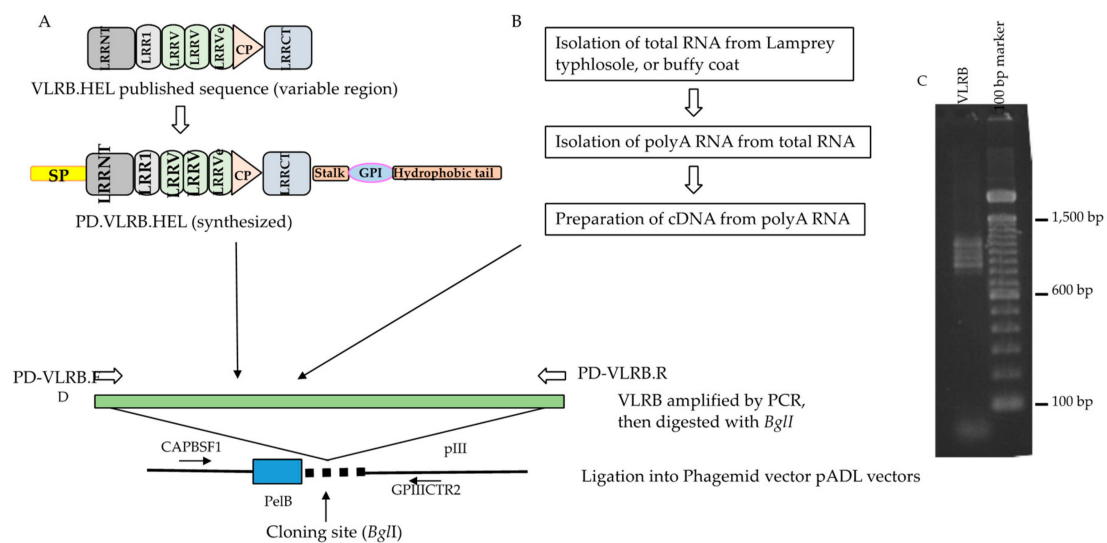 A
LRRNT
LRR1
LRRV
LRRV
LRRVe
CP
LRRCT
VLRB.HEL published sequence (variable region)
SP
LRRNT
LRR1
LRRV
LRRV
LRRVe
CP
LRRCT
Stalk
GPI
Hydrophobic tail
PD.VLRB.HEL (synthesized)
B
Isolation of total RNA from Lamprey
typhlosole, or buffy coat
Isolation of polyA RNA from total RNA
Preparation of cDNA from polyA RNA
C
VLRB
100 bp marker
1,500 bp
600 bp
100 bp
PD-VLRB.F
D
PD-VLRB.R
VLRB amplified by PCR,
then digested with BglI
CAPBSF1
pIII
PelB
GPIIICTR2
Cloning site (BglI)
Ligation into Phagemid vector pADL vectors